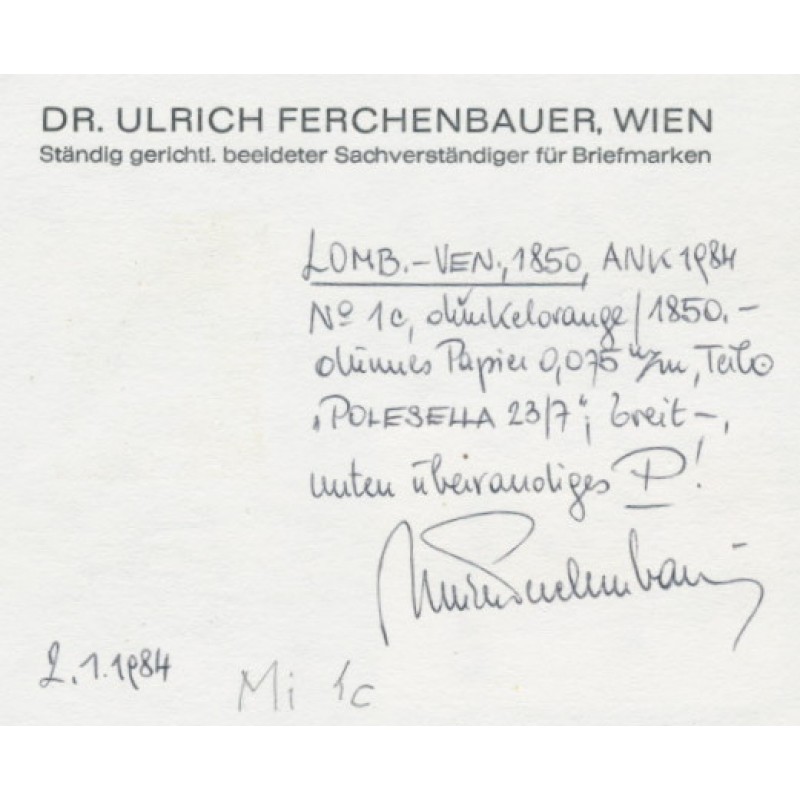 DR. ULRICH FERCHENBAUER, WIEN
Ständig gerichtl. beeideter Sachverständiger für Briefmarken
LOMB.-VEN., 1850, ANK 1984
Nº 1c, dunkelorange/1850.-
dünnes Papier 0,075 m/m, Teilo
"POLESELLA 23/7"; breit-,
unten überrandiges P!
2.1.1984
Mi 1c